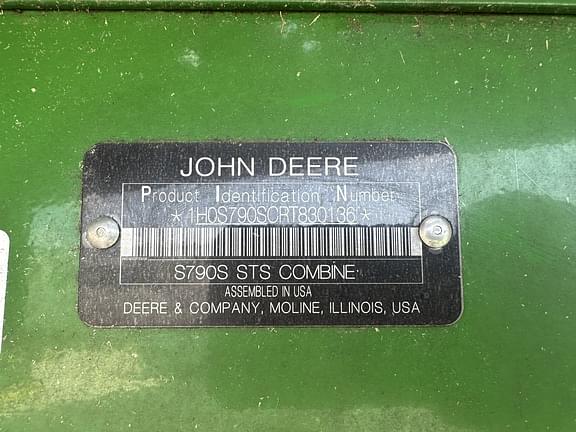 JOHN DEERE
Product Identification Number
*1H0S790SCRT830136*
S790S STS COMBINE
ASSEMBLED IN USA
DEERE & COMPANY, MOLINE, ILLINOIS, USA